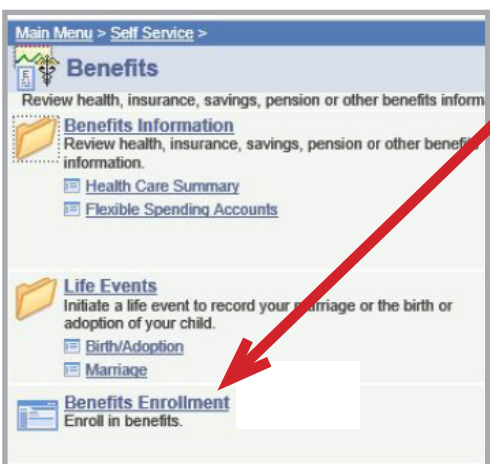 Main Menu > Self Service >
Benefits
Review health, insurance, savings, pension or other benefits inform
Benefits Information
Review health, insurance, savings, pension or other benefits
information.
Health Care Summary
Flexible Spending Accounts
Life Events
Initiate a life event to record your marriage or the birth or
adoption of your child.
Birth/Adoption
Marriage
Benefits Enrollment
Enroll in benefits.